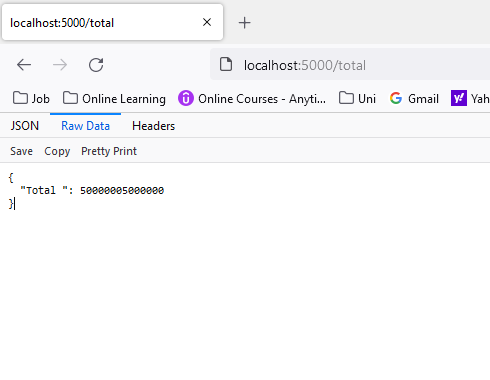 localhost:5000/total
localhost:5000/total
Job Online Learning Online Courses - Anyti... Uni Gmail Yah
JSON Raw Data Headers
Save Copy Pretty Print
{
"Total ": 50000005000000
}